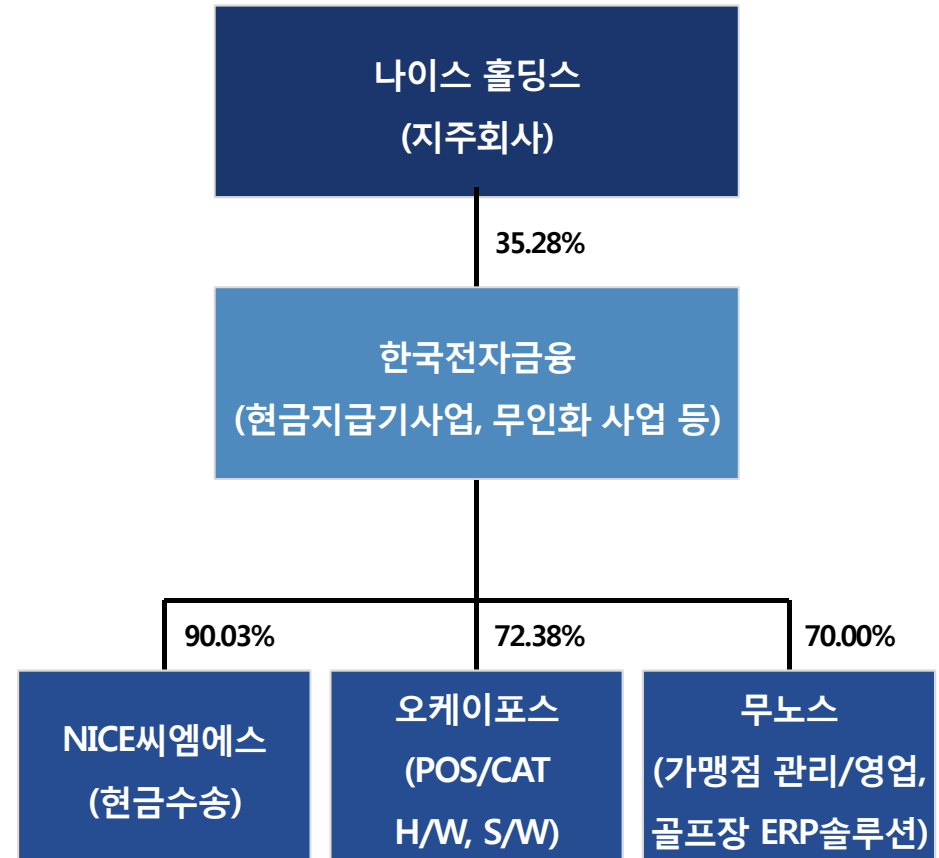 나이스 홀딩스
(지주회사)
35.28%
한국전자금융
(현금지급기사업, 무인화 사업 등)
90.03%
72.38%
70.00%
NICE씨엠에스
(현금수송)
오케이포스
(POS/CAT
H/W, S/W)
무노스
(가맹점 관리/영업,
골프장 ERP솔루션)